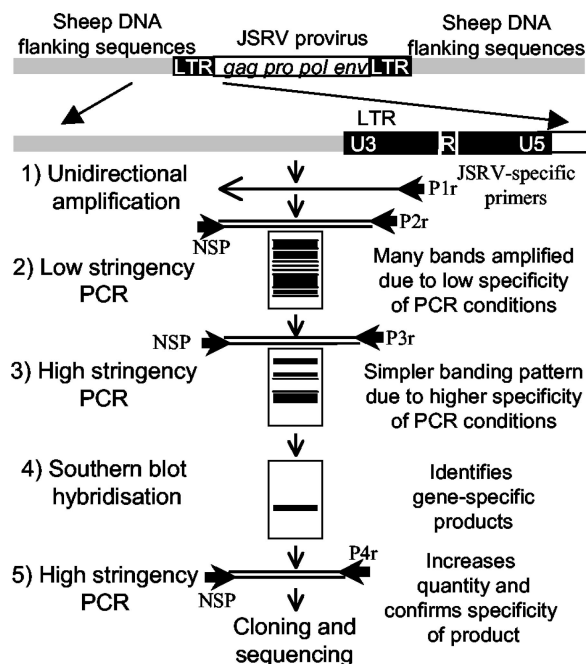 Sheep DNA
flanking sequences
JSRV provirus
Sheep DNA
flanking sequences
LTR
gag pro pol env
LTR
LTR
U3
R
U5
1) Unidirectional
amplification
P1r
JSRV-specific
primers
NSP
P2r
2) Low stringency
PCR
Many bands amplified
due to low specificity
of PCR conditions
NSP
P3r
3) High stringency
PCR
Simpler banding pattern
due to higher specificity
of PCR conditions
4) Southern blot
hybridisation
Identifies
gene-specific
products
P4r
5) High stringency
PCR
NSP
Increases
quantity and
confirms specificity
of product
Cloning and
sequencing